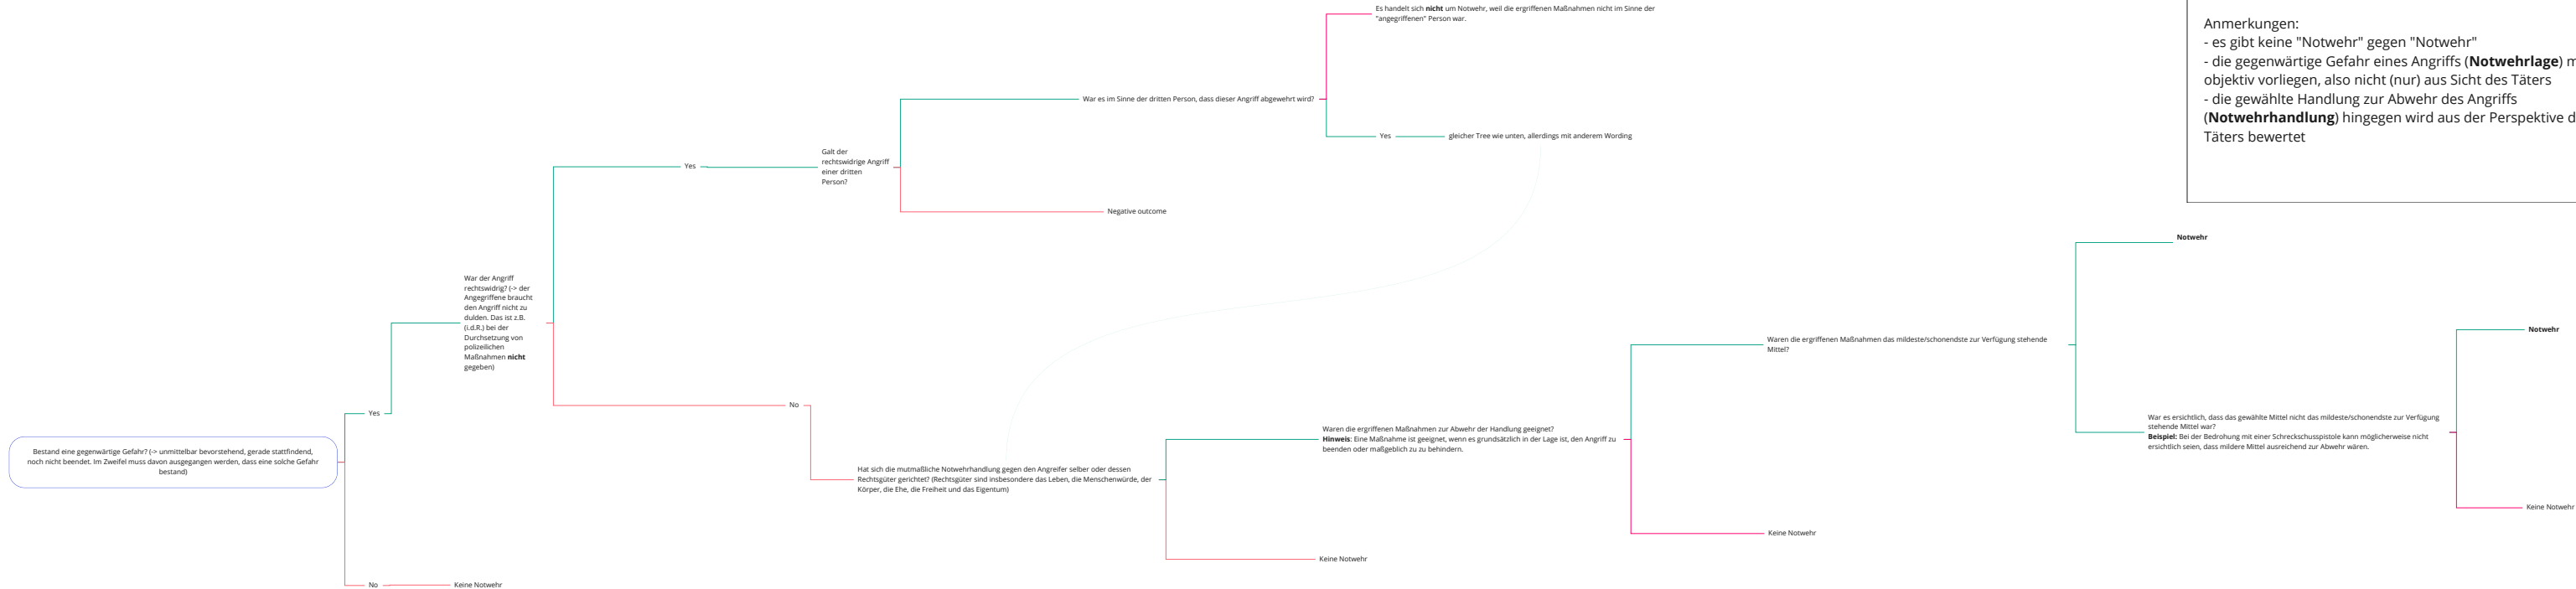 Es handelt sich nicht um Notwehr, weil die ergriffenen Maßnahmen nicht im Sinne der
"angegriffenen" Person war.
Anmerkungen:
- es gibt keine "Notwehr" gegen "Notwehr"
- die gegenwärtige Gefahr eines Angriffs (Notwehrlage) m
objektiv vorliegen, also nicht (nur) aus Sicht des Täters
- die gewählte Handlung zur Abwehr des Angriffs
(Notwehrhandlung) hingegen wird aus der Perspektive d
Täters bewertet
War es im Sinne der dritten Person, dass dieser Angriff abgewehrt wird?
Yes
gleicher Tree wie unten, allerdings mit anderem Wording
Yes
Galt der
rechtswidrige Angriff
einer dritten
Person?
Negative outcome
Notwehr
War der Angriff
rechtswidrig? (-> der
Angegriffene braucht
den Angriff nicht zu
dulden. Das ist z.B.
(i.d.R.) bei der
Durchsetzung von
polizeilichen
Maßnahmen nicht
gegeben)
Notwehr
Waren die ergriffenen Maßnahmen das mildeste/schonendste zur Verfügung stehende
Mittel?
No
Yes
War es ersichtlich, dass das gewählte Mittel nicht das mildeste/schonendste zur Verfügung
stehende Mittel war?
Beispiel: Bei der Bedrohung mit einer Schreckschusspistole kann möglicherweise nicht
ersichtlich seien, dass mildere Mittel ausreichend zur Abwehr wären.
Waren die ergriffenen Maßnahmen zur Abwehr der Handlung geeignet?
Hinweis: Eine Maßnahme ist geeignet, wenn es grundsätzlich in der Lage ist, den Angriff zu
beenden oder maßgeblich zu zu behindern.
Bestand eine gegenwärtige Gefahr? (-> unmittelbar bevorstehend, gerade stattfindend,
noch nicht beendet. Im Zweifel muss davon ausgegangen werden, dass eine solche Gefahr
bestand)
Hat sich die mutmaßliche Notwehrhandlung gegen den Angreifer selber oder dessen
Rechtsgüter gerichtet? (Rechtsgüter sind insbesondere das Leben, die Menschenwürde, der
Körper, die Ehe, die Freiheit und das Eigentum)
Keine Notwehr
Keine Notwehr
Keine Notwehr
No
Keine Notwehr